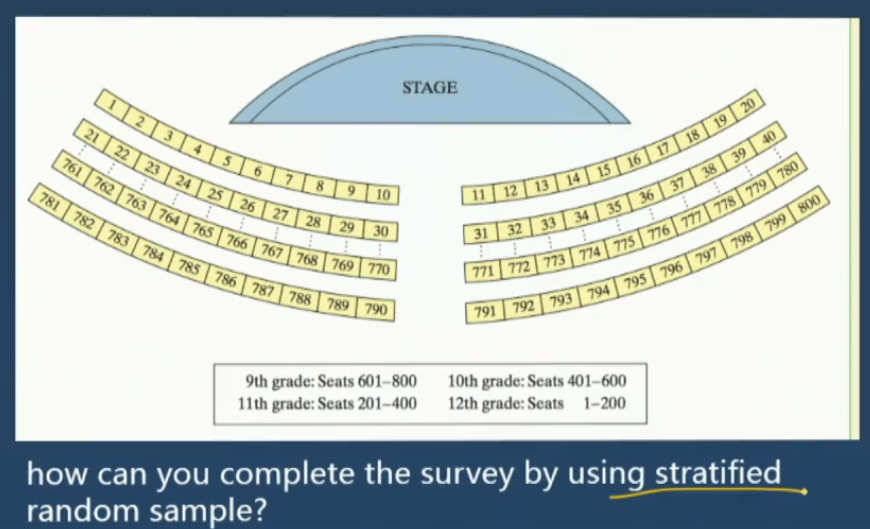 STAGE
1 2 3 4 5 6 7 8 9 10 11 12 13 14 15 16 17 18 19 20
21 22 23 24 25 26 27 28 29 30 31 32 33 34 35 36 37 38 39 40
761 762 763 764 765 766 767 768 769 770 771 772 773 774 775 776 777 778 779 780
781 782 783 784 785 786 787 788 789 790 791 792 793 794 795 796 797 798 799 800
9th grade: Seats 601–800 10th grade: Seats 401–600
11th grade: Seats 201–400 12th grade: Seats 1–200
how can you complete the survey by using stratified
random sample?